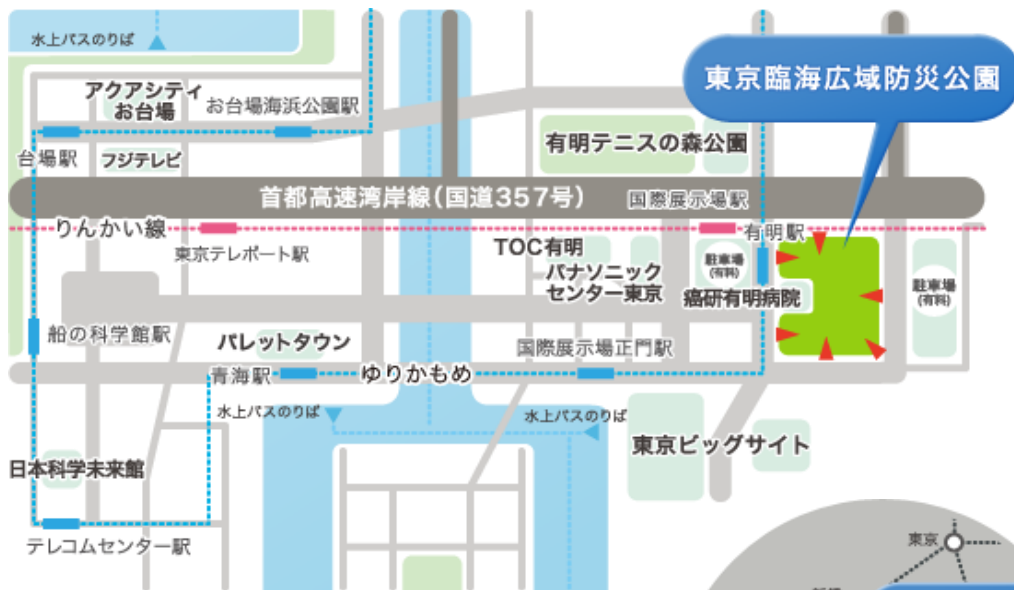 水上バスのりば
東京臨海広域防災公園
アクアシティ
お台場
お台場海浜公園駅
有明テニスの森公園
台場駅
フジテレビ
首都高速湾岸線(国道357号)
国際展示場駅
りんかい線
有明駅
東京テレポート駅
TOC有明
パナソニック
センター東京
駐車場
(有料)
癌研有明病院
駐車場
(有料)
船の科学館駅
パレットタウン
国際展示場正門駅
青海駅
ゆりかもめ
水上バスのりば
水上バスのりば
東京ビッグサイト
日本科学未来館
テレコムセンター駅
東京